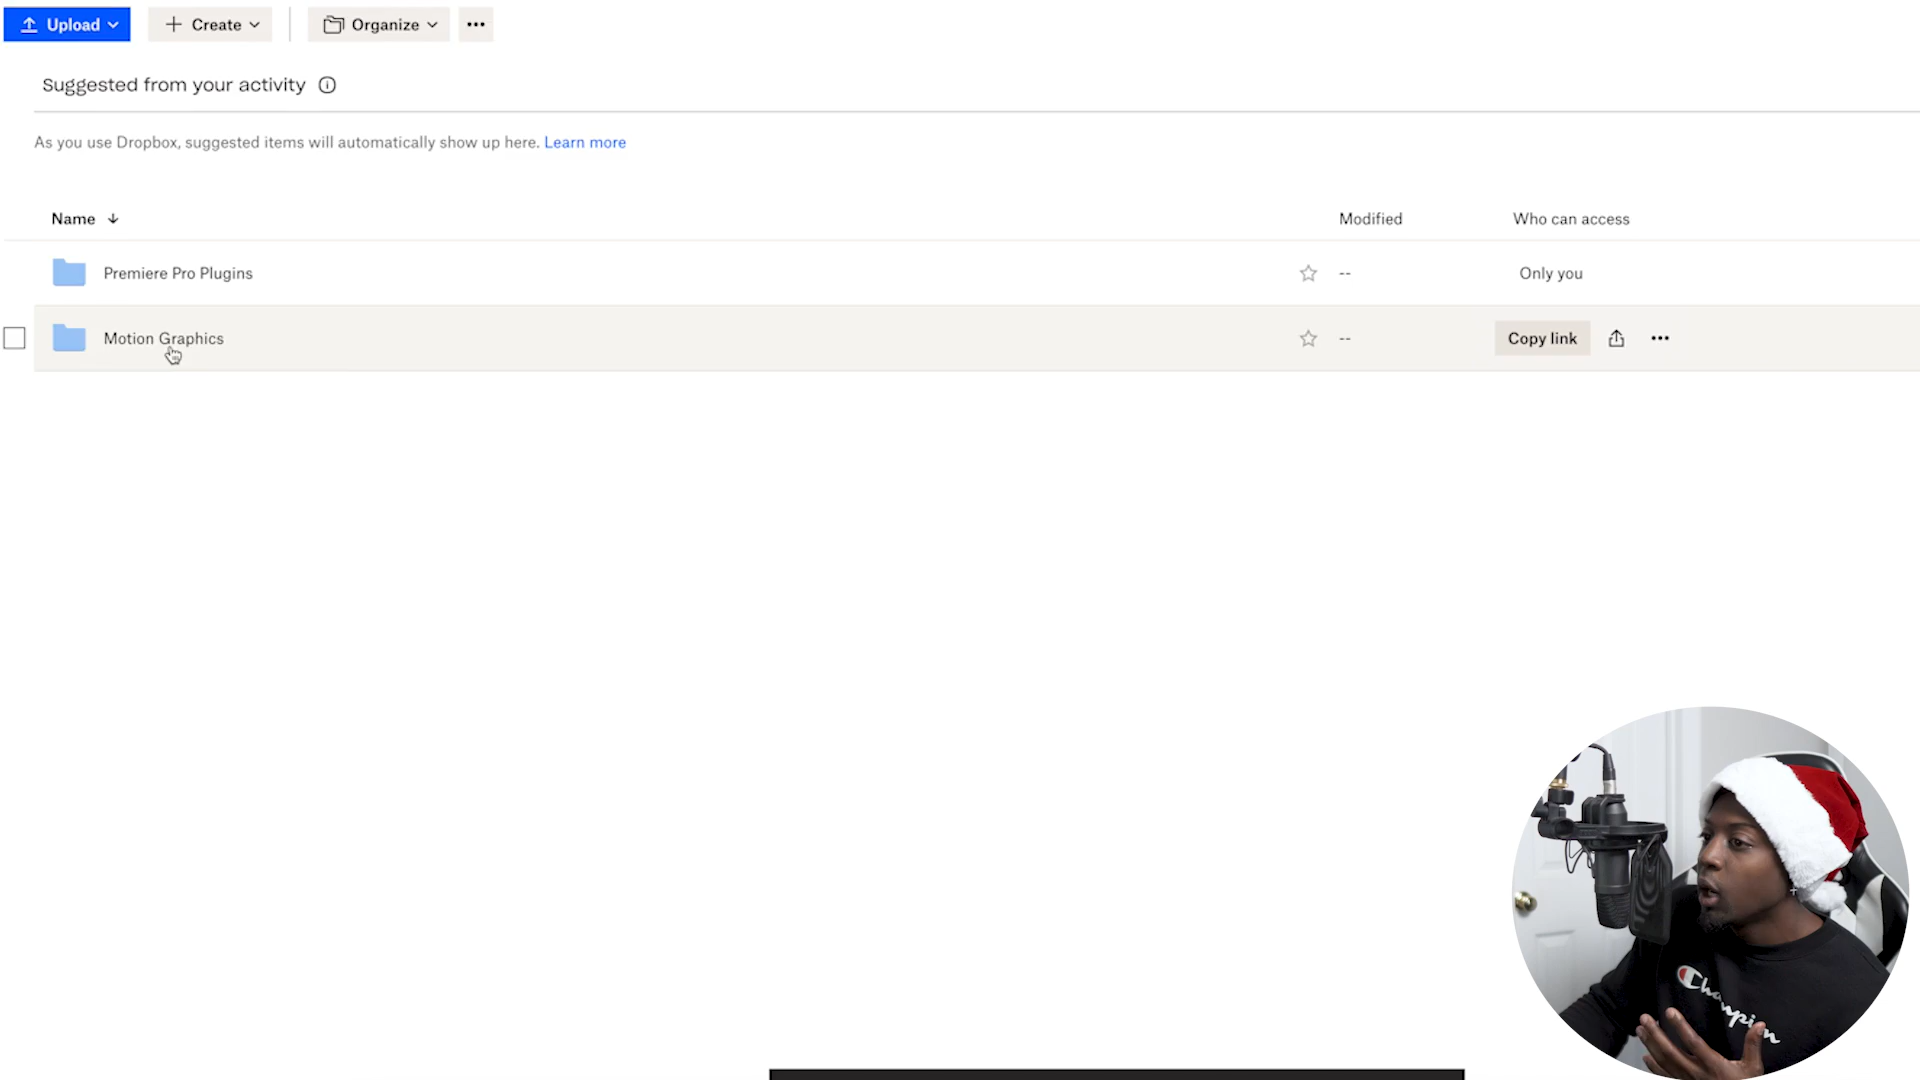 Upload
Create
Organize
Suggested from your activity
As you use Dropbox, suggested items will automatically show up here. Learn more
Name
Modified
Who can access
Premiere Pro Plugins
--
Only you
Motion Graphics
--
Copy link
Champion